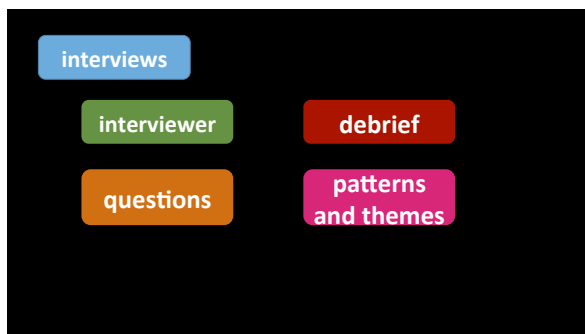 interviews
interviewer
debrief
questions
patterns
and themes